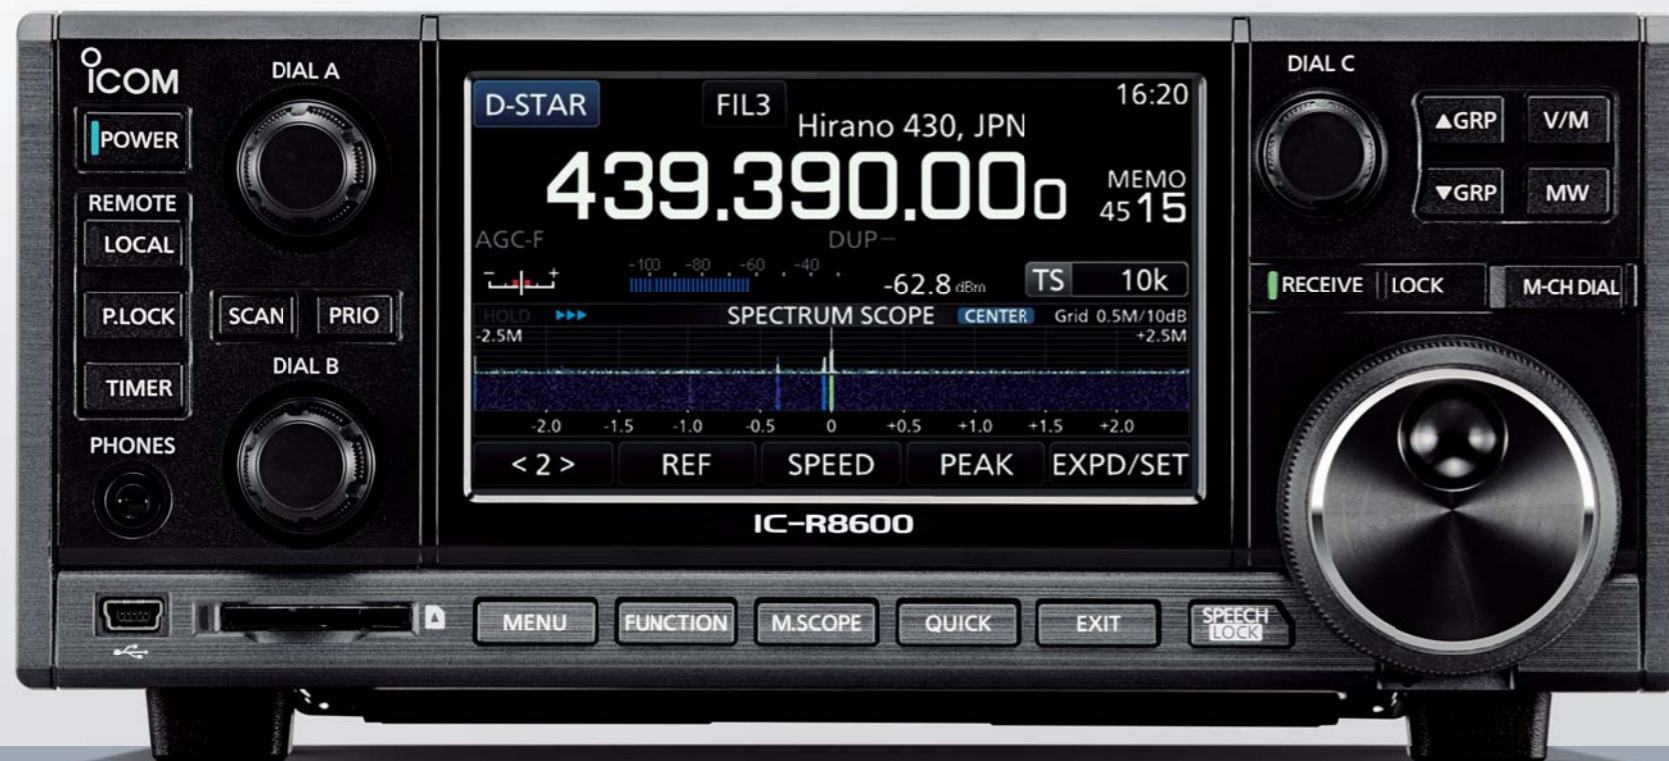 ICOM
POWER
REMOTE
LOCAL
P.LOCK
TIMER
PHONES
DIAL A
SCAN PRIO
DIAL B
D-STAR FIL3 16:20
Hirano 430, JPN
439.390.000
MEMO
45 15
AGC-F DUP−
− +
-100 -80 -60 -40
-62.8 dBm
TS 10k
HOLD ▶▶▶ SPECTRUM SCOPE CENTER Grid 0.5M/10dB
-2.5M +2.5M
-2.0 -1.5 -1.0 -0.5 0 +0.5 +1.0 +1.5 +2.0
< 2 > REF SPEED PEAK EXPD/SET
IC-R8600
DIAL C
▲GRP V/M
▼GRP MW
RECEIVE LOCK M-CH DIAL
MENU FUNCTION M.SCOPE QUICK EXIT
SPEECH
LOCK